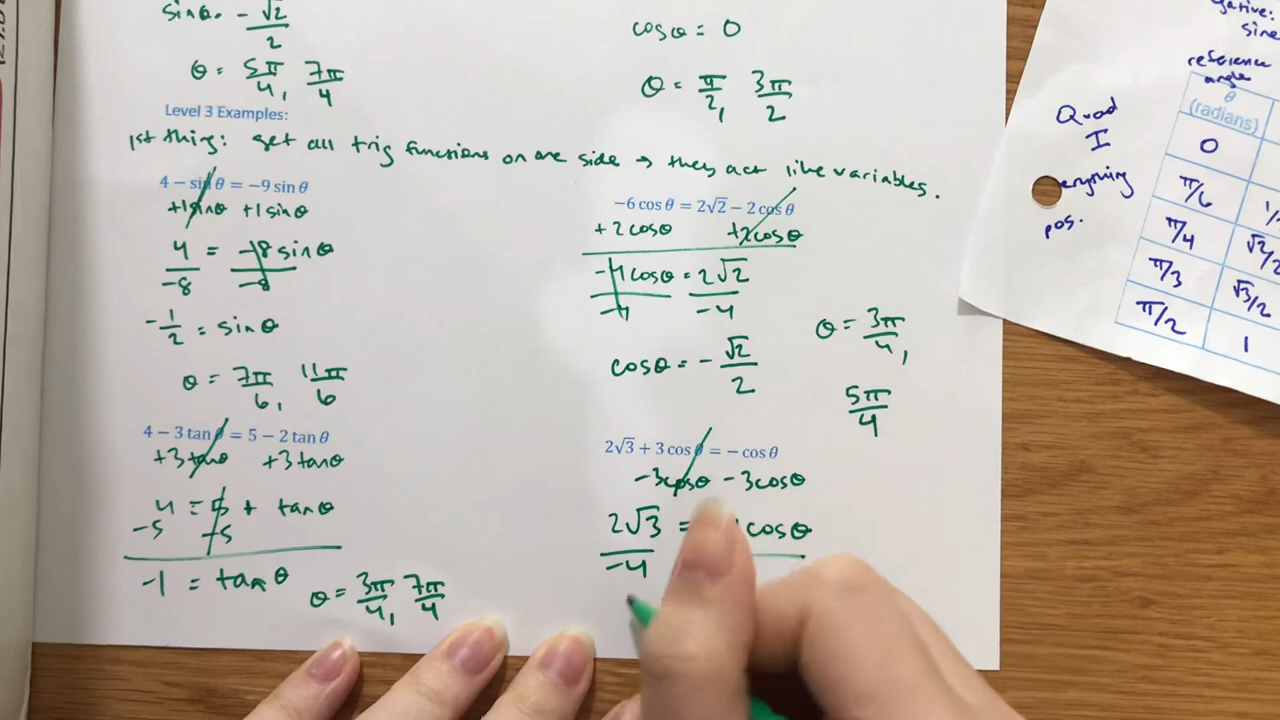 sinθ = -√2/2
θ = 5π/4, 7π/4
cosθ = 0
θ = π/2, 3π/2
Level 3 Examples:
1st thing: get all trig functions on one side → they act like variables.
4 − sin θ = −9 sin θ
+1sinθ +1sinθ
4 = -8sinθ
-8 -8
-1/2 = sinθ
θ = 7π/6, 11π/6
−6 cos θ = 2√2 − 2 cos θ
+2cosθ +2cosθ
-4cosθ = 2√2
-4 -4
cosθ = -√2/2
θ = 3π/4,
5π/4
4 − 3 tan θ = 5 − 2 tan θ
+3tanθ +3tanθ
4 = 5 + tanθ
-5 -5
-1 = tanθ
θ = 3π/4, 7π/4
2√3 + 3 cos θ = − cos θ
-3cosθ -3cosθ
2√3 = cosθ
-4
sine
reference
angle
Quad
I
pos.
θ
(radians)
0
π/6
π/4 √2/2
π/3 √3/2
π/2 1